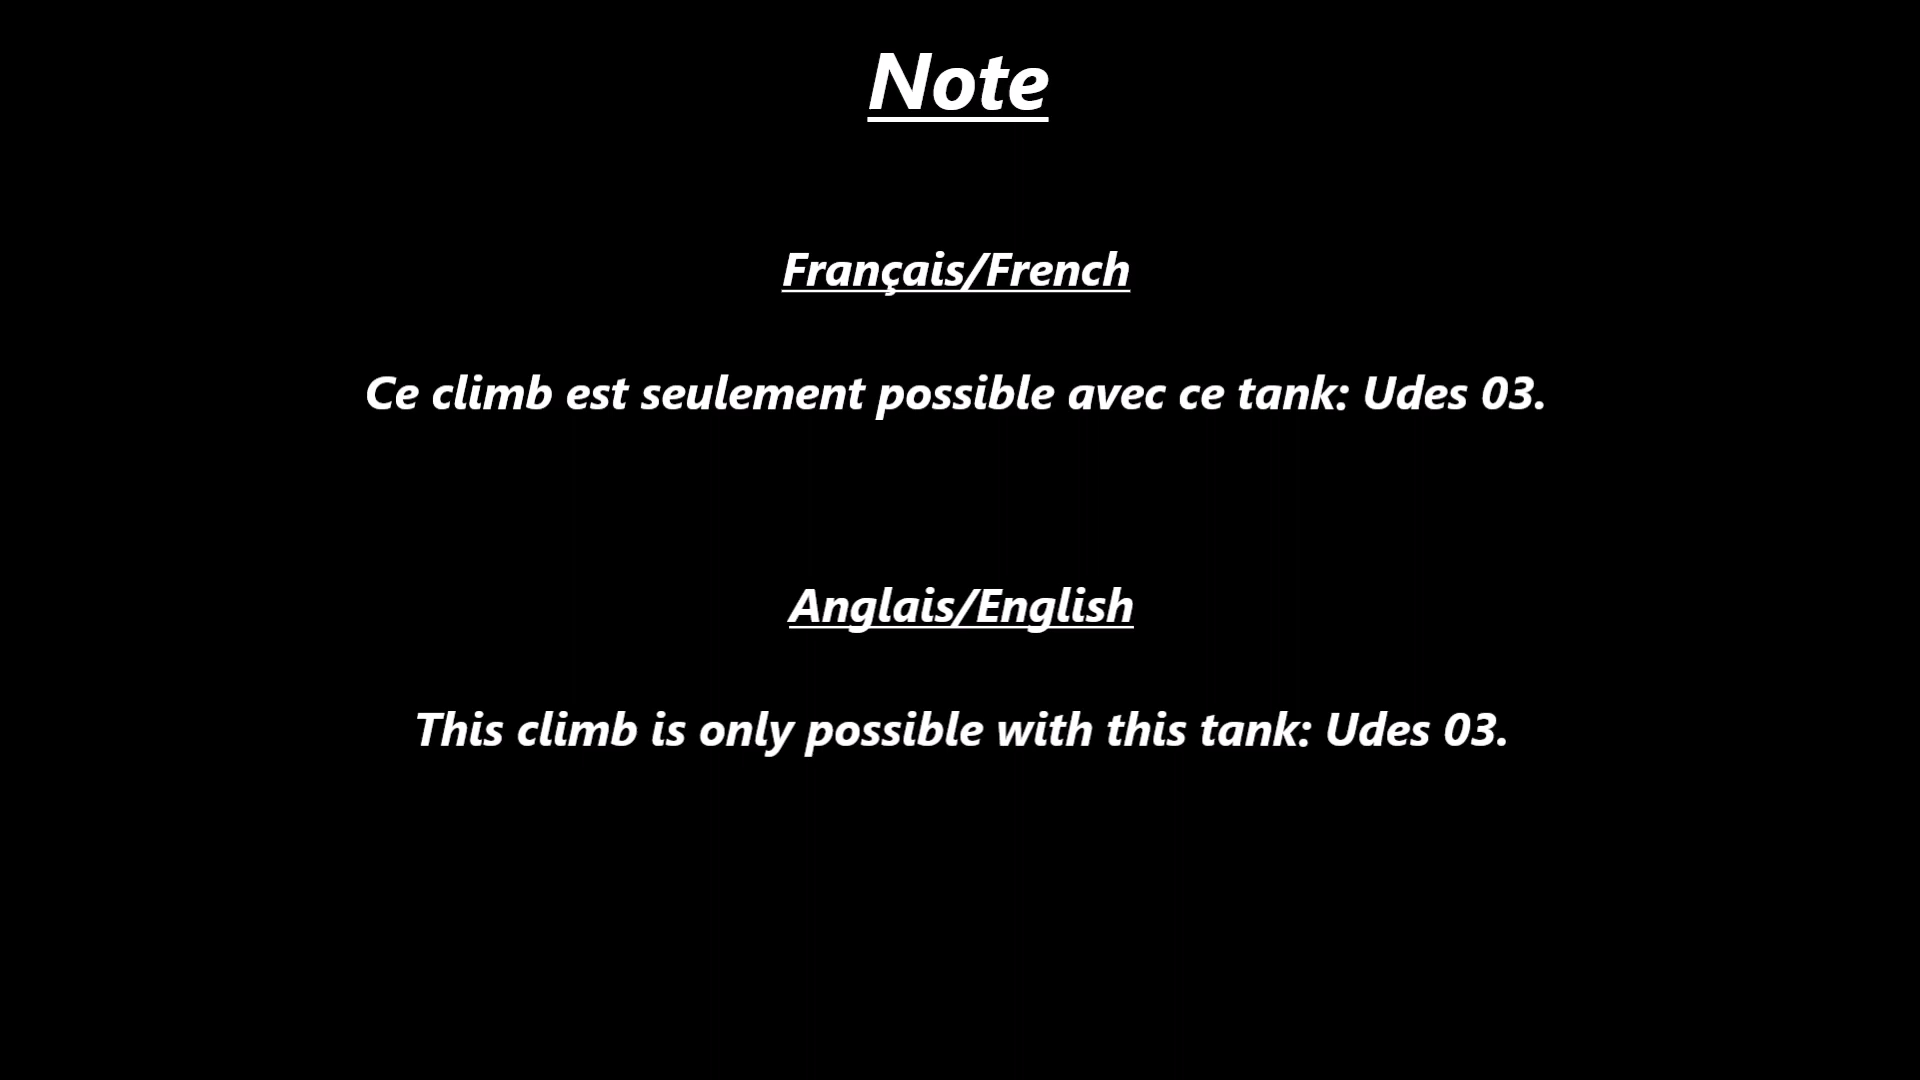 Note
Français/French
Ce climb est seulement possible avec ce tank: Udes 03.
Anglais/English
This climb is only possible with this tank: Udes 03.